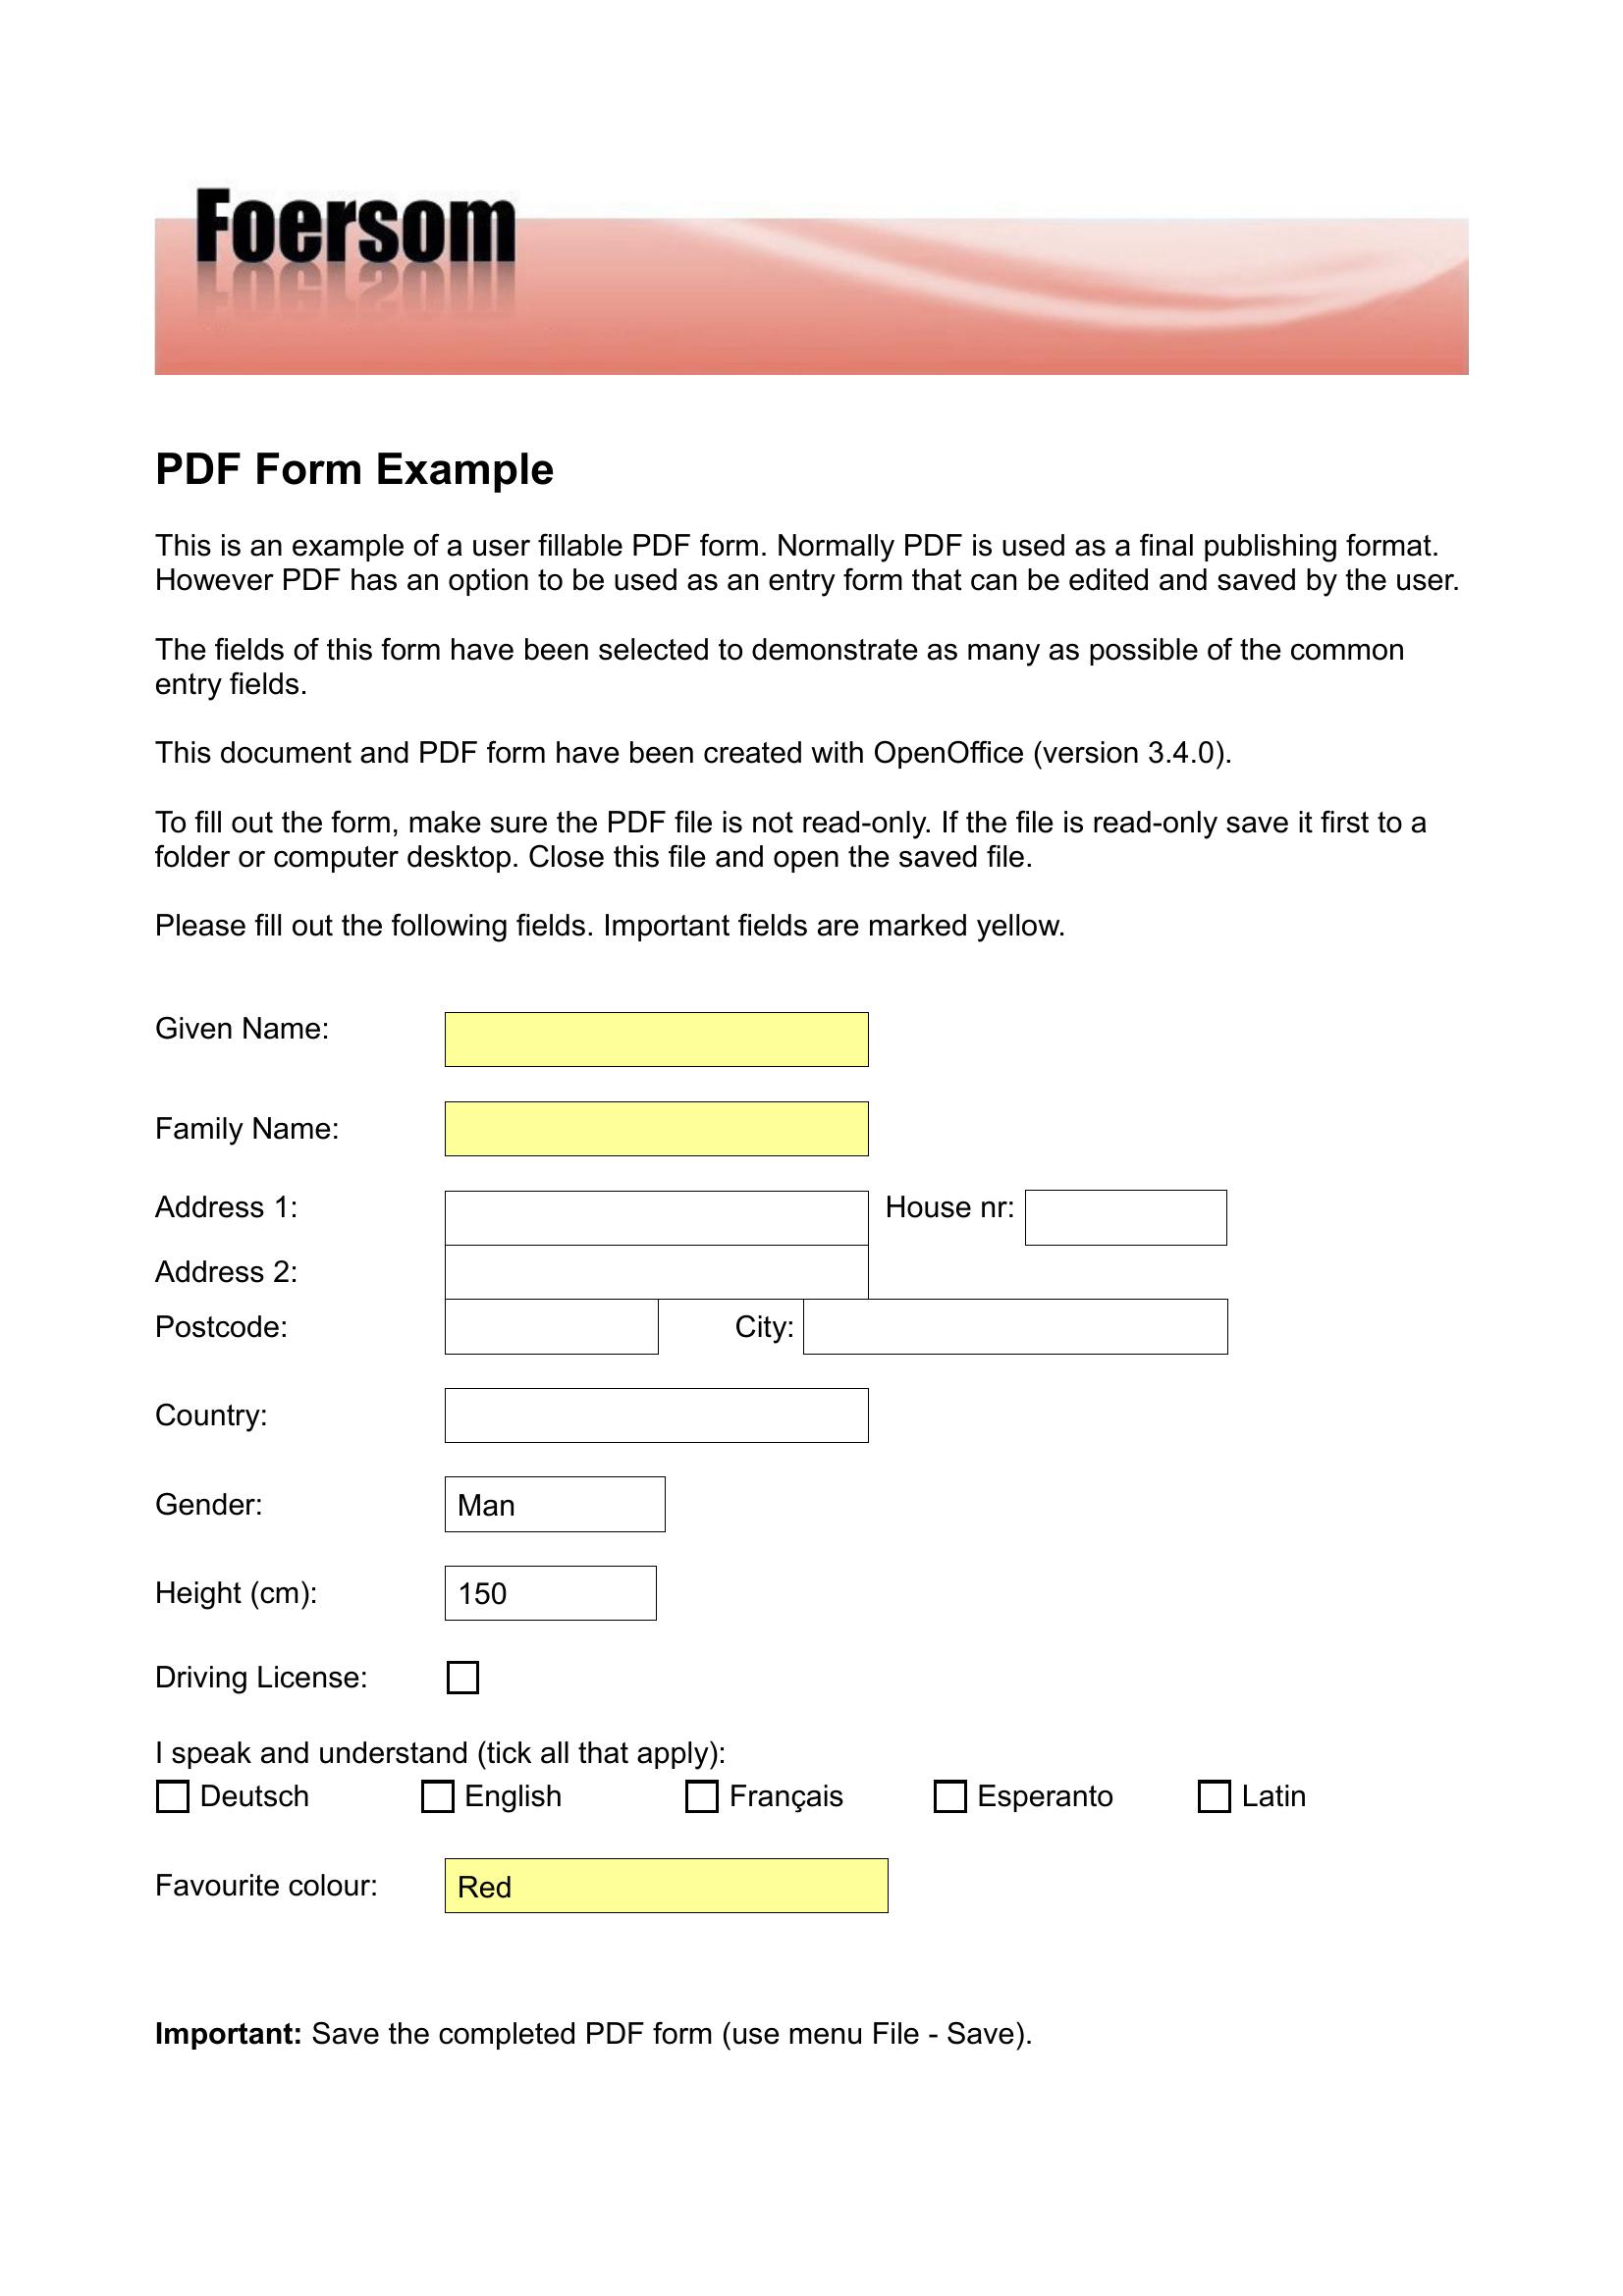 Foersom
PDF Form Example
This is an example of a user fillable PDF form. Normally PDF is used as a final publishing format.
However PDF has an option to be used as an entry form that can be edited and saved by the user.
The fields of this form have been selected to demonstrate as many as possible of the common
entry fields.
This document and PDF form have been created with OpenOffice (version 3.4.0).
To fill out the form, make sure the PDF file is not read-only. If the file is read-only save it first to a
folder or computer desktop. Close this file and open the saved file.
Please fill out the following fields. Important fields are marked yellow.
Given Name:
Family Name:
Address 1: House nr:
Address 2:
Postcode: City:
Country:
Gender: Man
Height (cm): 150
Driving License:
I speak and understand (tick all that apply):
Deutsch English Français Esperanto Latin
Favourite colour: Red
Important: Save the completed PDF form (use menu File - Save).